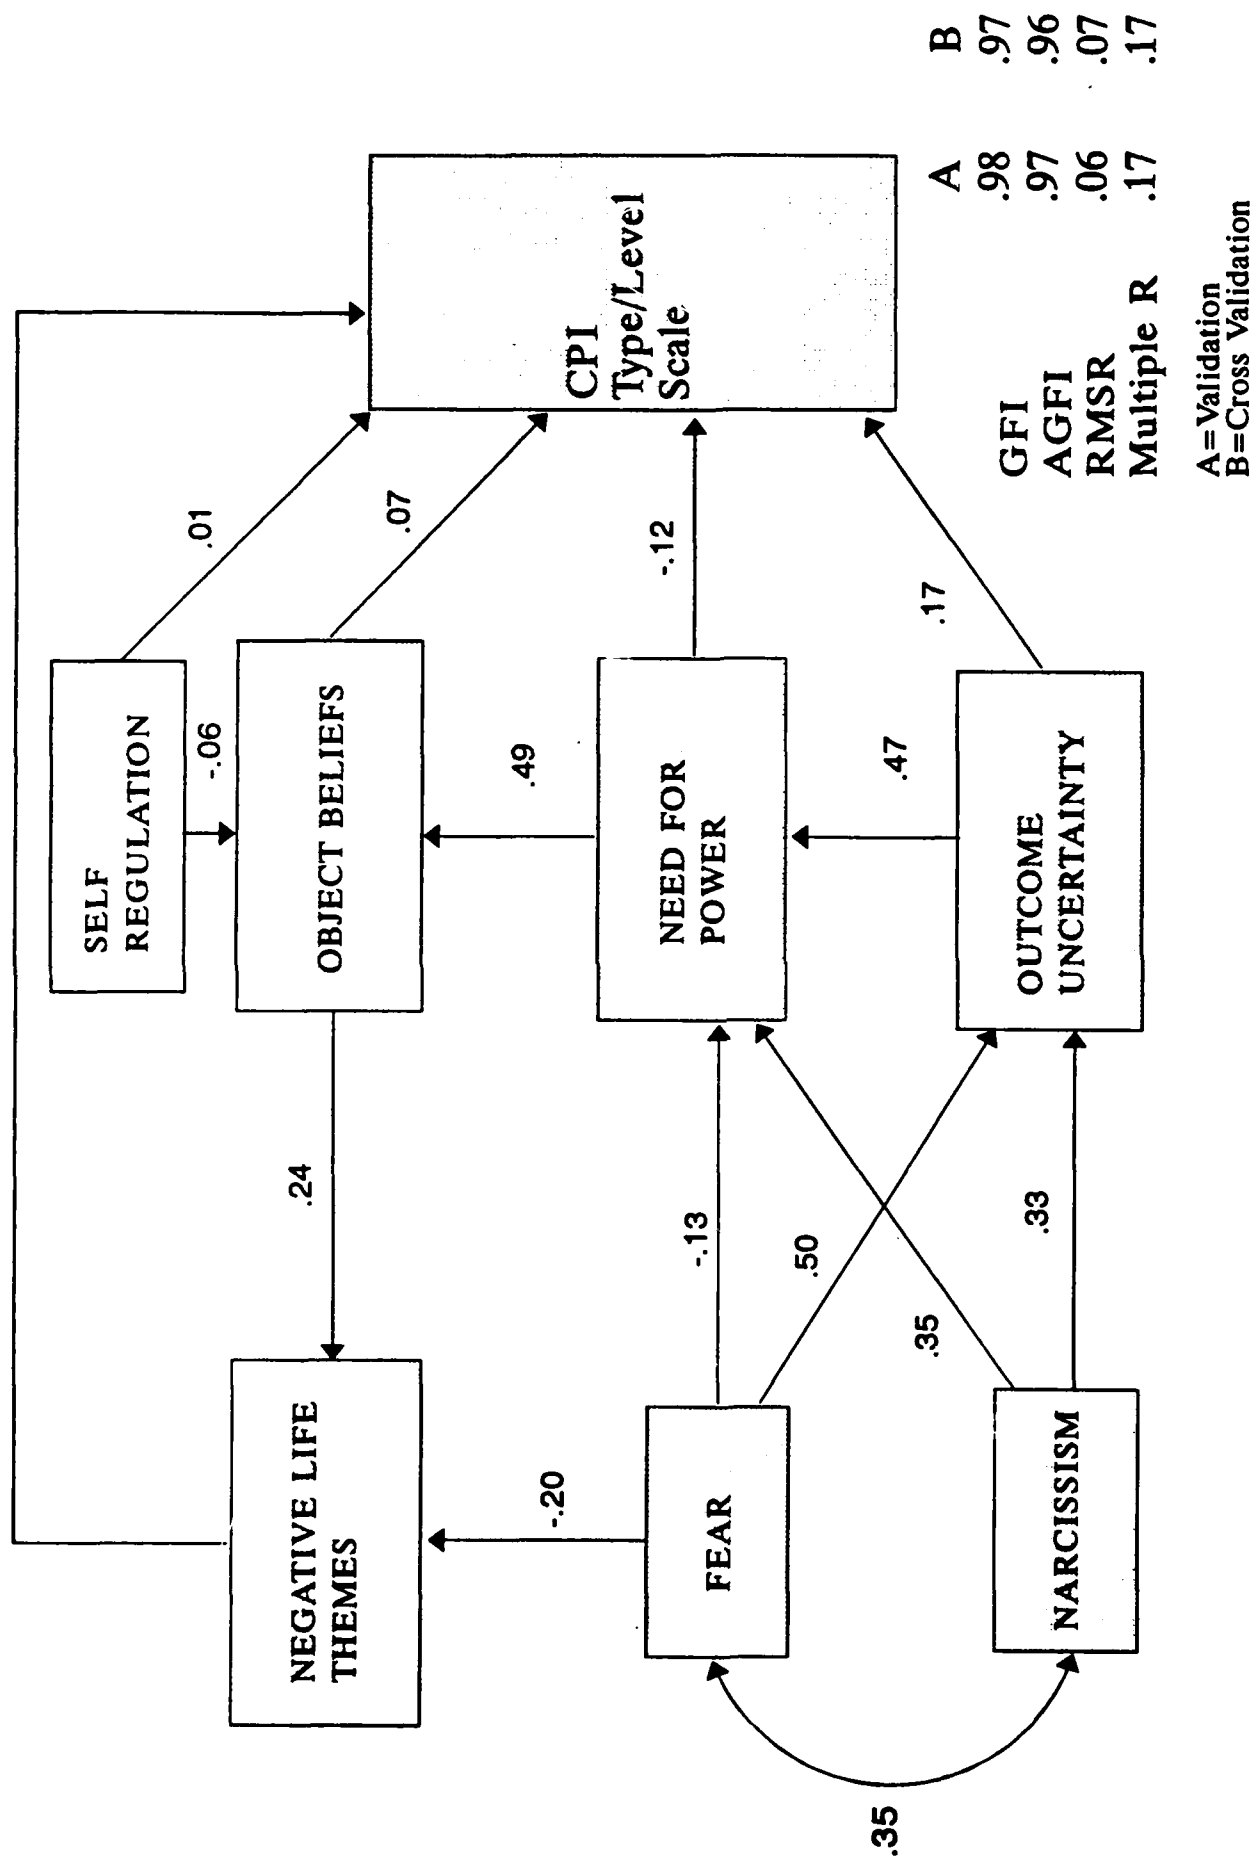 .01
SELF
REGULATION
-.06
.07
NEGATIVE LIFE
THEMES
.24
OBJECT BELIEFS
CPI
Type/Level
Scale
-.20
.49
FEAR
-.13
NEED FOR
POWER
-.12
.50
.47
.35
.35
.17
NARCISSISM
.33
OUTCOME
UNCERTAINTY
A B
GFI .98 .97
AGFI .97 .96
RMSR .06 .07
Multiple R .17 .17
A=Validation
B=Cross Validation